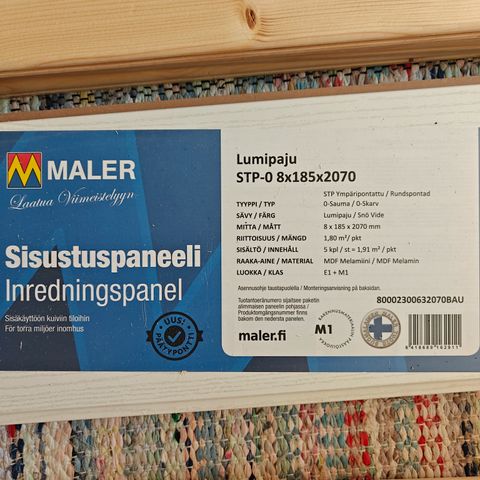 MALER
Laatua Viimeistelyyn
Sisustuspaneeli
Inredningspanel
Sisäkäyttöön kuiviin tiloihin
För torra miljöer inomhus
UUSI
PÄÄTYPONTTI
Lumipaju
STP-0 8x185x2070
STP Ympäripontattu / Rundspontad
TYYPPI / TYP 0-Sauma / 0-Skarv
SÄVY / FÄRG Lumipaju / Snö Vide
MITTA / MÅTT 8 x 185 x 2070 mm
RIITTOISUUS / MÄNGD 1,80 m²/ pkt
SISÄLTÖ / INNEHÅLL 5 kpl / st = 1,91 m² / pkt
RAAKA-AINE / MATERIAL MDF Melamiini / MDF Melamin
LUOKKA / KLAS E1 + M1
Asennusohje taustapuolella / Monteringsanvisning på baksidan.
Tuotantoeränumero sijaitsee paketin
alimmaisen paneelin pohjassa /
Produktionsgångsnummer finns
bakom den nedersta panelen.
80002300632070BAU
maler.fi
M1
RAKENNUSMATERIAALIEN
PÄÄSTÖLUOKKA